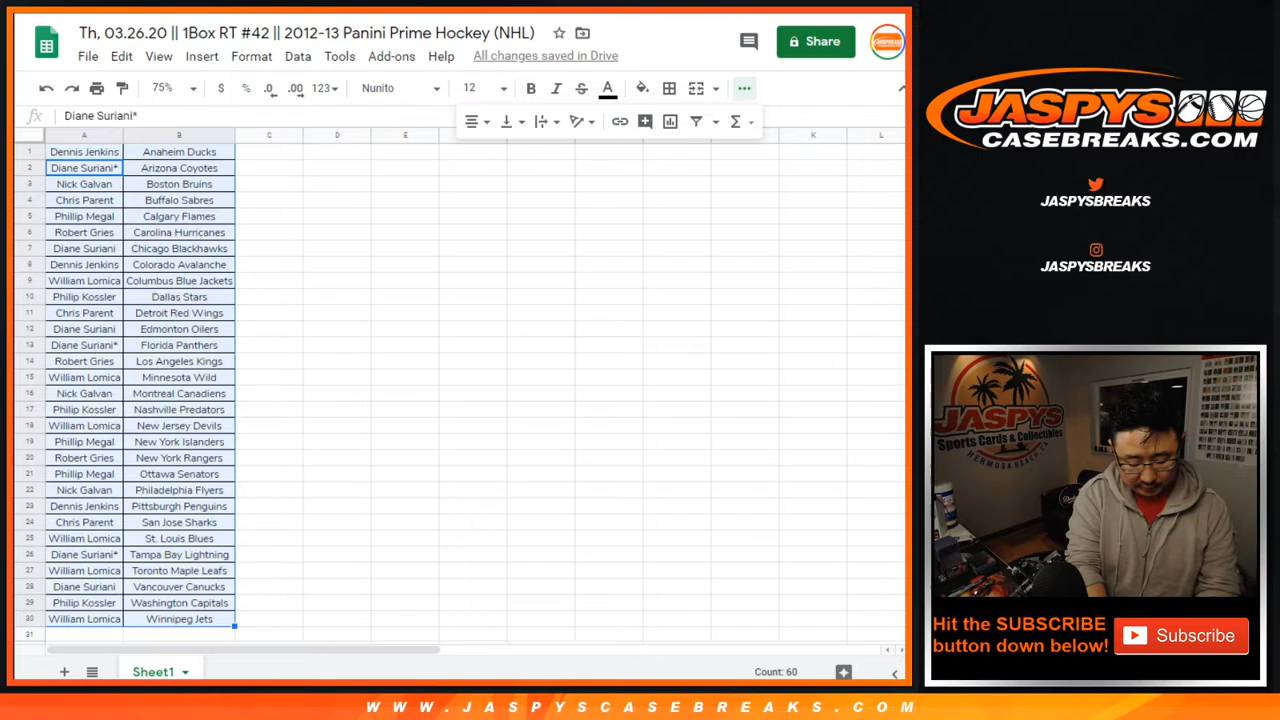 Th, 03.26.20 || 1Box RT #42 || 2012-13 Panini Prime Hockey (NHL)
File Edit View Insert Format Data Tools Add-ons Help All changes saved in Drive
Share
75% $ % .0 .00 123 Nunito 12 B I S A
fx Diane Suriani*
A B C D E K L
1 Dennis Jenkins Anaheim Ducks
2 Diane Suriani* Arizona Coyotes
3 Nick Galvan Boston Bruins
4 Chris Parent Buffalo Sabres
5 Phillip Megal Calgary Flames
6 Robert Gries Carolina Hurricanes
7 Diane Suriani Chicago Blackhawks
8 Dennis Jenkins Colorado Avalanche
9 William Lomica Columbus Blue Jackets
10 Philip Kossler Dallas Stars
11 Chris Parent Detroit Red Wings
12 Diane Suriani Edmonton Oilers
13 Diane Suriani* Florida Panthers
14 Robert Gries Los Angeles Kings
15 William Lomica Minnesota Wild
16 Nick Galvan Montreal Canadiens
17 Philip Kossler Nashville Predators
18 William Lomica New Jersey Devils
19 Phillip Megal New York Islanders
20 Robert Gries New York Rangers
21 Phillip Megal Ottawa Senators
22 Nick Galvan Philadelphia Flyers
23 Dennis Jenkins Pittsburgh Penguins
24 Chris Parent San Jose Sharks
25 William Lomica St. Louis Blues
26 Diane Suriani* Tampa Bay Lightning
27 William Lomica Toronto Maple Leafs
28 Diane Suriani Vancouver Canucks
29 Philip Kossler Washington Capitals
30 William Lomica Winnipeg Jets
31
Sheet1
Count: 60
JASPYS
CASEBREAKS.COM
JASPYSBREAKS
JASPYSBREAKS
JASPYS
Sports Cards & Collectibles
HERMOSA BEACH, CA
Hit the SUBSCRIBE
button down below!
Subscribe
WWW.JASPYSCASEBREAKS.COM